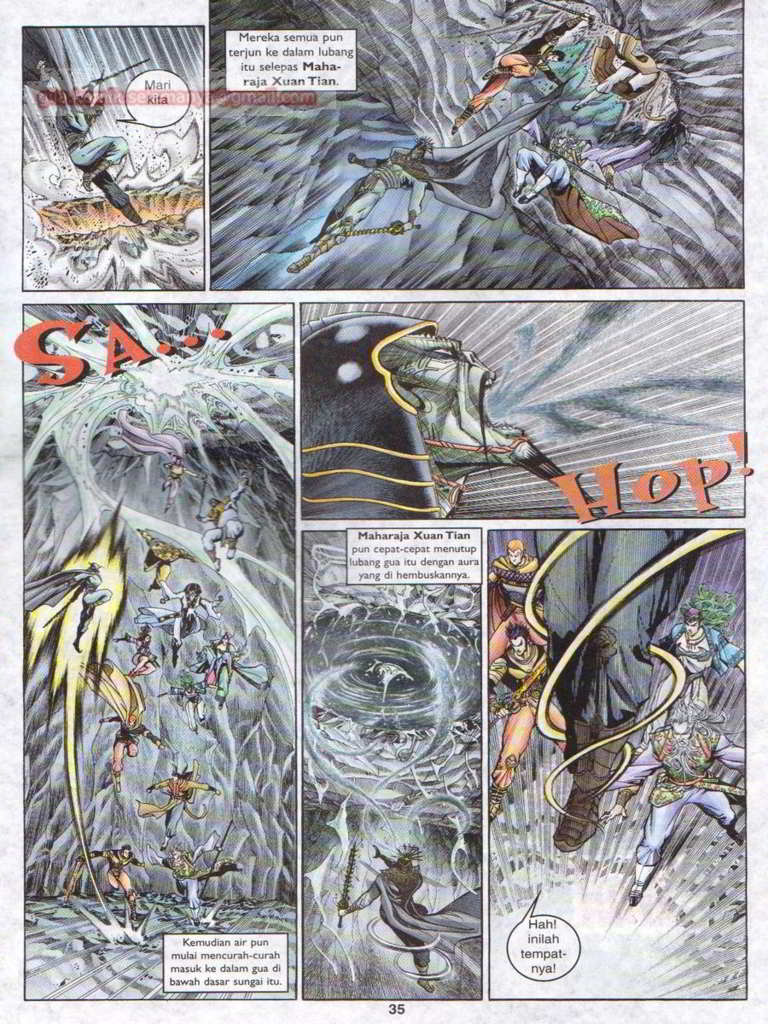 Mari
kita
Mereka semua pun
terjun ke dalam lubang
itu selepas Maha-
raja Xuan Tian.
SA...
HOP!
Kemudian air pun
mulai mencurah-curah
masuk ke dalam gua di
bawah dasar sungai itu.
Maharaja Xuan Tian
pun cepat-cepat menutup
lubang gua itu dengan aura
yang di hembuskannya.
Hah!
inilah
tempat-
nya!
35